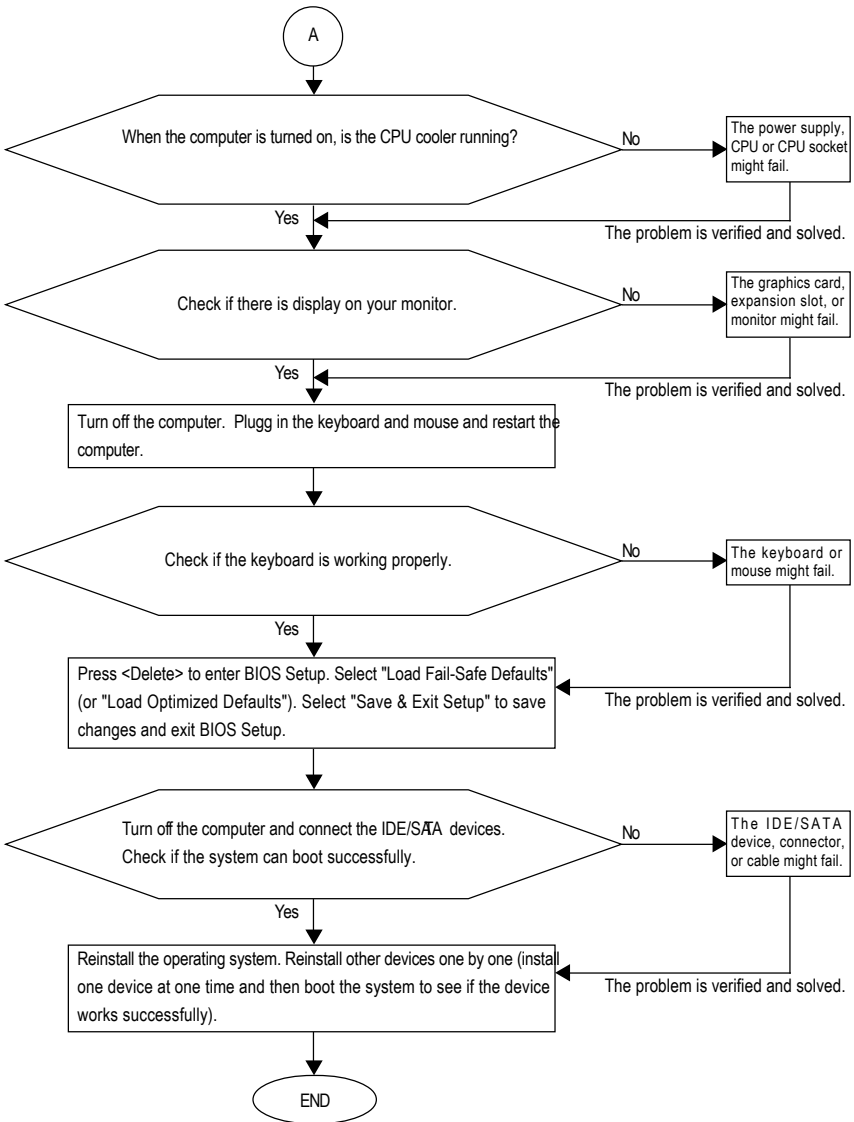 A
When the computer is turned on, is the CPU cooler running?
No
The power supply,
CPU or CPU socket
might fail.
Yes
The problem is verified and solved.
Check if there is display on your monitor.
No
The graphics card,
expansion slot, or
monitor might fail.
Yes
The problem is verified and solved.
Turn off the computer. Plugg in the keyboard and mouse and restart the
computer.
Check if the keyboard is working properly.
No
The keyboard or
mouse might fail.
Yes
Press <Delete> to enter BIOS Setup. Select "Load Fail-Safe Defaults"
(or "Load Optimized Defaults"). Select "Save & Exit Setup" to save
changes and exit BIOS Setup.
The problem is verified and solved.
Turn off the computer and connect the IDE/SATA devices.
Check if the system can boot successfully.
No
The IDE/SATA
device, connector,
or cable might fail.
Yes
Reinstall the operating system. Reinstall other devices one by one (install
one device at one time and then boot the system to see if the device
works successfully).
The problem is verified and solved.
END